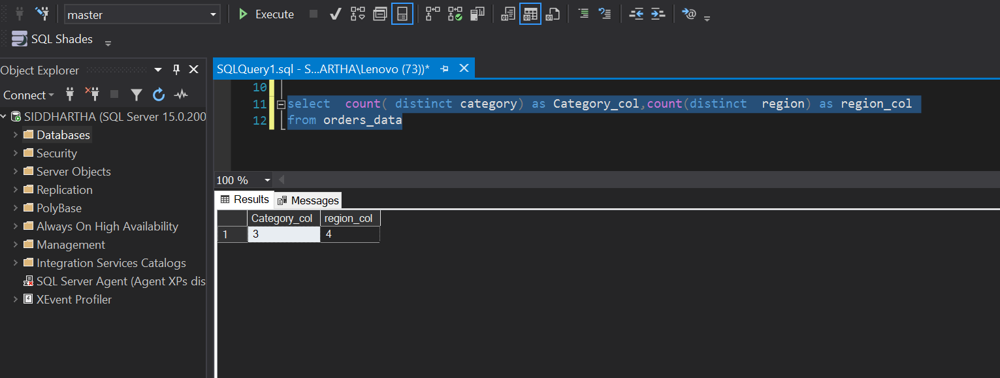 master
Execute
SQL Shades
Object Explorer
Connect
SIDDHARTHA (SQL Server 15.0.200
Databases
Security
Server Objects
Replication
PolyBase
Always On High Availability
Management
Integration Services Catalogs
SQL Server Agent (Agent XPs dis
XEvent Profiler
SQLQuery1.sql - S...ARTHA\Lenovo (73))*
10
11 select  count( distinct category) as Category_col,count(distinct  region) as region_col
12 from orders_data
100 %
Results Messages
Category_col region_col
1 3 4